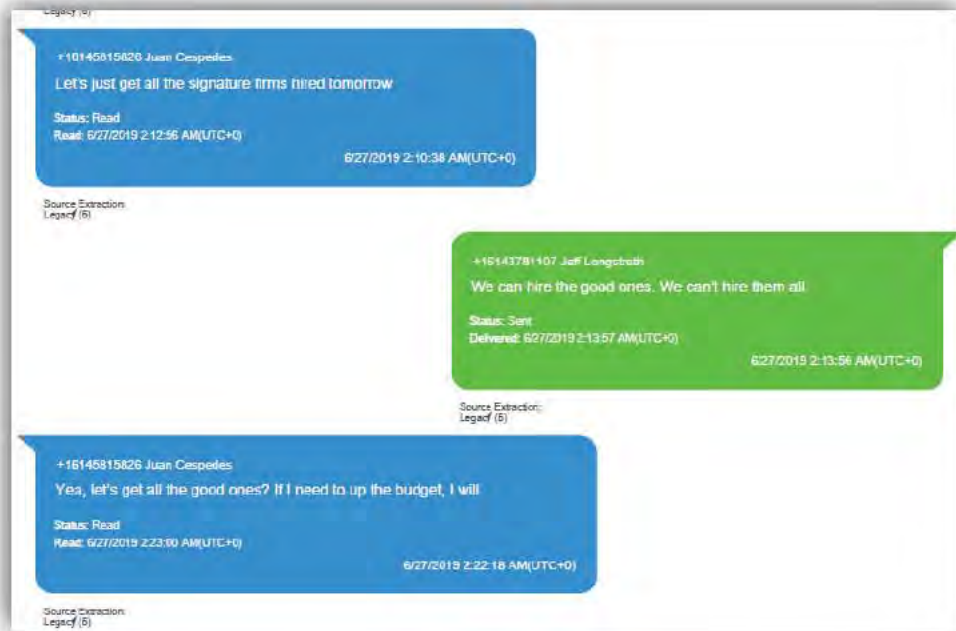 Legacy (6)
+16145815826 Juan Cespedes
Let's just get all the signature firms hired tomorrow
Status: Read
Read: 6/27/2019 2:12:56 AM(UTC+0)
6/27/2019 2:10:38 AM(UTC+0)
Source Extraction:
Legacy (6)
+16143781107 Jeff Longstreth
We can hire the good ones. We can't hire them all.
Status: Sent
Delivered: 6/27/2019 2:13:57 AM(UTC+0)
6/27/2019 2:13:56 AM(UTC+0)
Source Extraction:
Legacy (6)
+16145815826 Juan Cespedes
Yea, let's get all the good ones? If I need to up the budget, I will
Status: Read
Read: 6/27/2019 2:23:00 AM(UTC+0)
6/27/2019 2:22:18 AM(UTC+0)
Source Extraction:
Legacy (6)